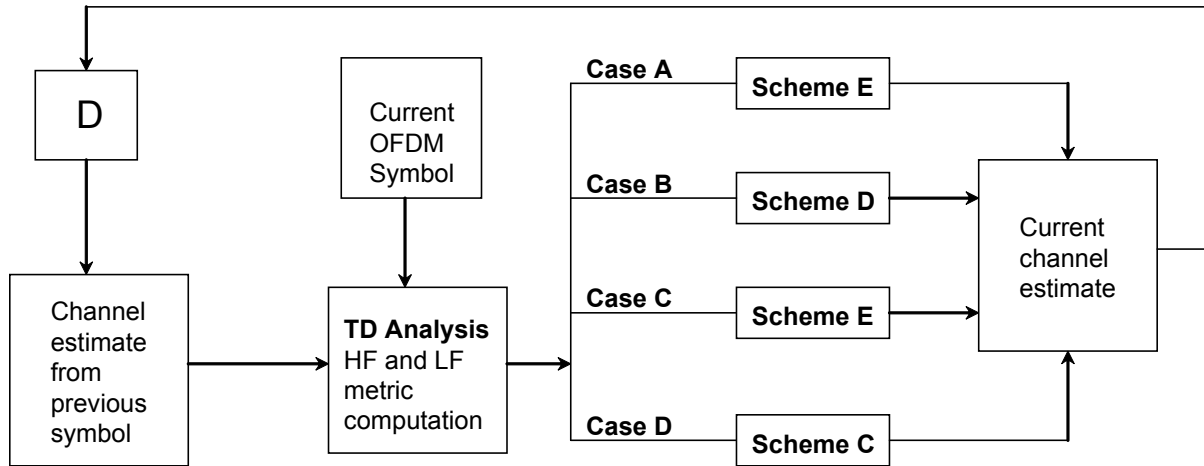 D
Channel
estimate
from
previous
symbol
Current
OFDM
Symbol
TD Analysis
HF and LF
metric
computation
Case A
Scheme E
Case B
Scheme D
Case C
Scheme E
Case D
Scheme C
Current
channel
estimate